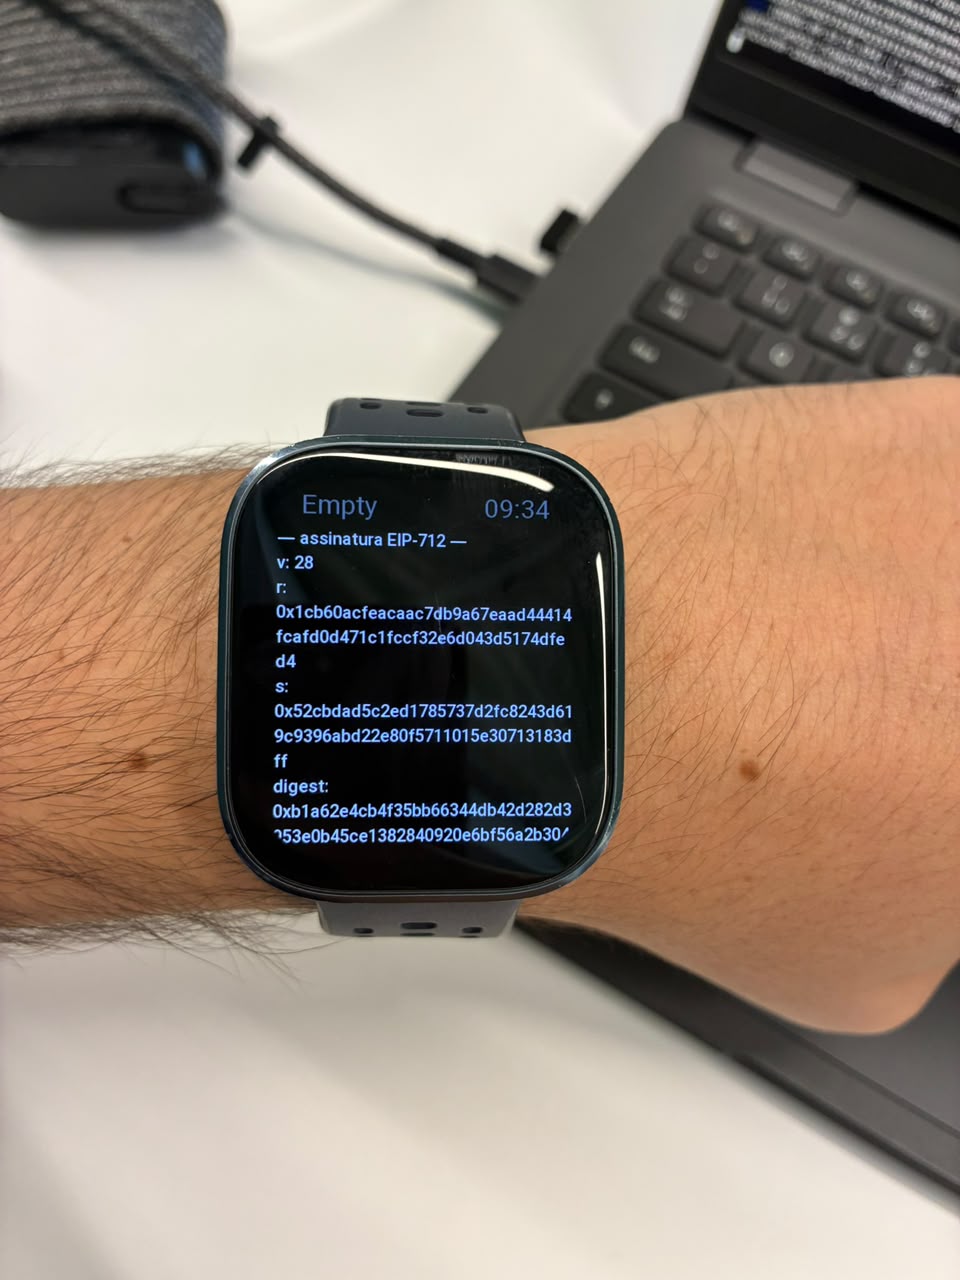 Empty 09:34
— assinatura EIP-712 —
v: 28
r:
0x1cb60acfeacaac7db9a67eaad44414
fcafd0d471c1fccf32e6d043d5174dfe
d4
s:
0x52cbdad5c2ed1785737d2fc8243d61
9c9396abd22e80f5711015e30713183d
ff
digest:
0xb1a62e4cb4f35bb66344db42d282d3